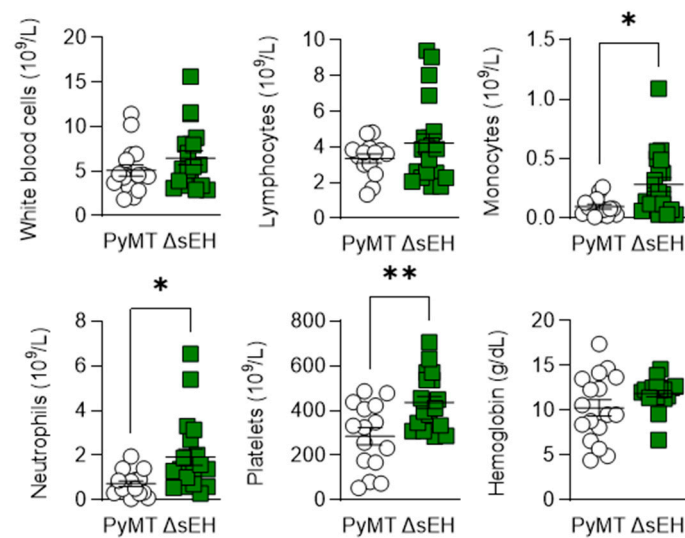 White blood cells (10⁹/L)
20
15
10
5
0
PyMT ΔsEH
Lymphocytes (10⁹/L)
10
8
6
4
2
0
PyMT ΔsEH
Monocytes (10⁹/L)
1.5
1.0
0.5
0.0
*
PyMT ΔsEH
Neutrophils (10⁹/L)
8
6
4
2
0
*
PyMT ΔsEH
Platelets (10⁹/L)
800
600
400
200
0
**
PyMT ΔsEH
Hemoglobin (g/dL)
20
15
10
5
0
PyMT ΔsEH